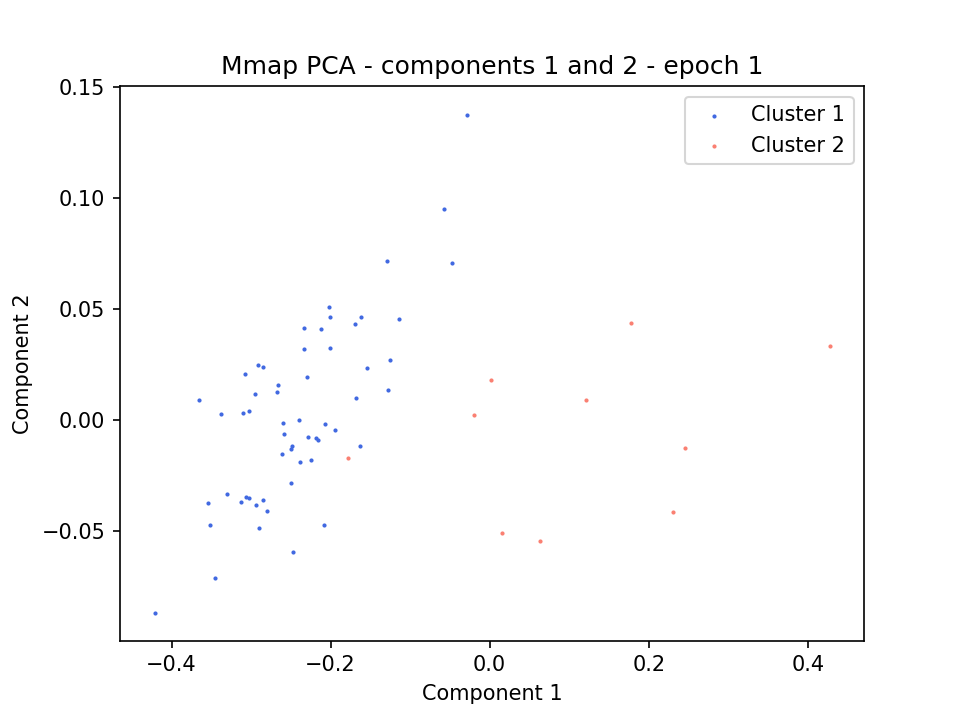 Mmap PCA - components 1 and 2 - epoch 1
Cluster 1
Cluster 2
0.15
0.10
0.05
0.00
−0.05
Component 2
−0.4
−0.2
0.0
0.2
0.4
Component 1